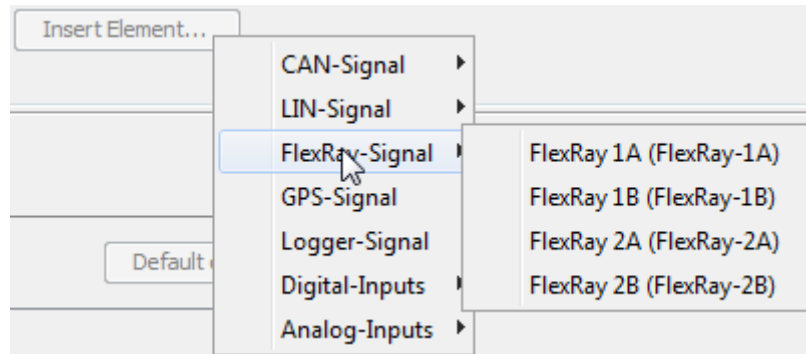 Insert Element...
CAN-Signal
LIN-Signal
FlexRay-Signal
FlexRay 1A (FlexRay-1A)
FlexRay 1B (FlexRay-1B)
FlexRay 2A (FlexRay-2A)
FlexRay 2B (FlexRay-2B)
GPS-Signal
Logger-Signal
Default
Digital-Inputs
Analog-Inputs